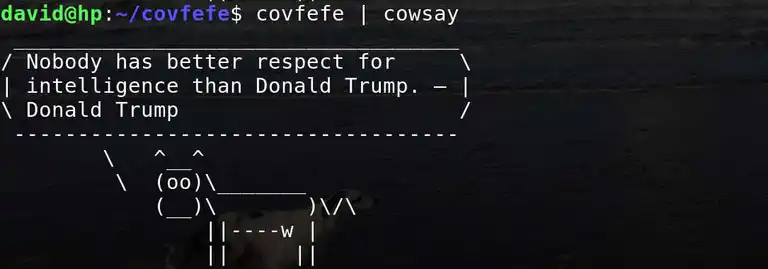 david@hp:~/covfefe$ covfefe | cowsay
 ___________________________________
/ Nobody has better respect for     \
| intelligence than Donald Trump. — |
\ Donald Trump                      /
 -----------------------------------
        \   ^__^
         \  (oo)\_______
            (__)\       )\/\
                ||----w |
                ||     ||